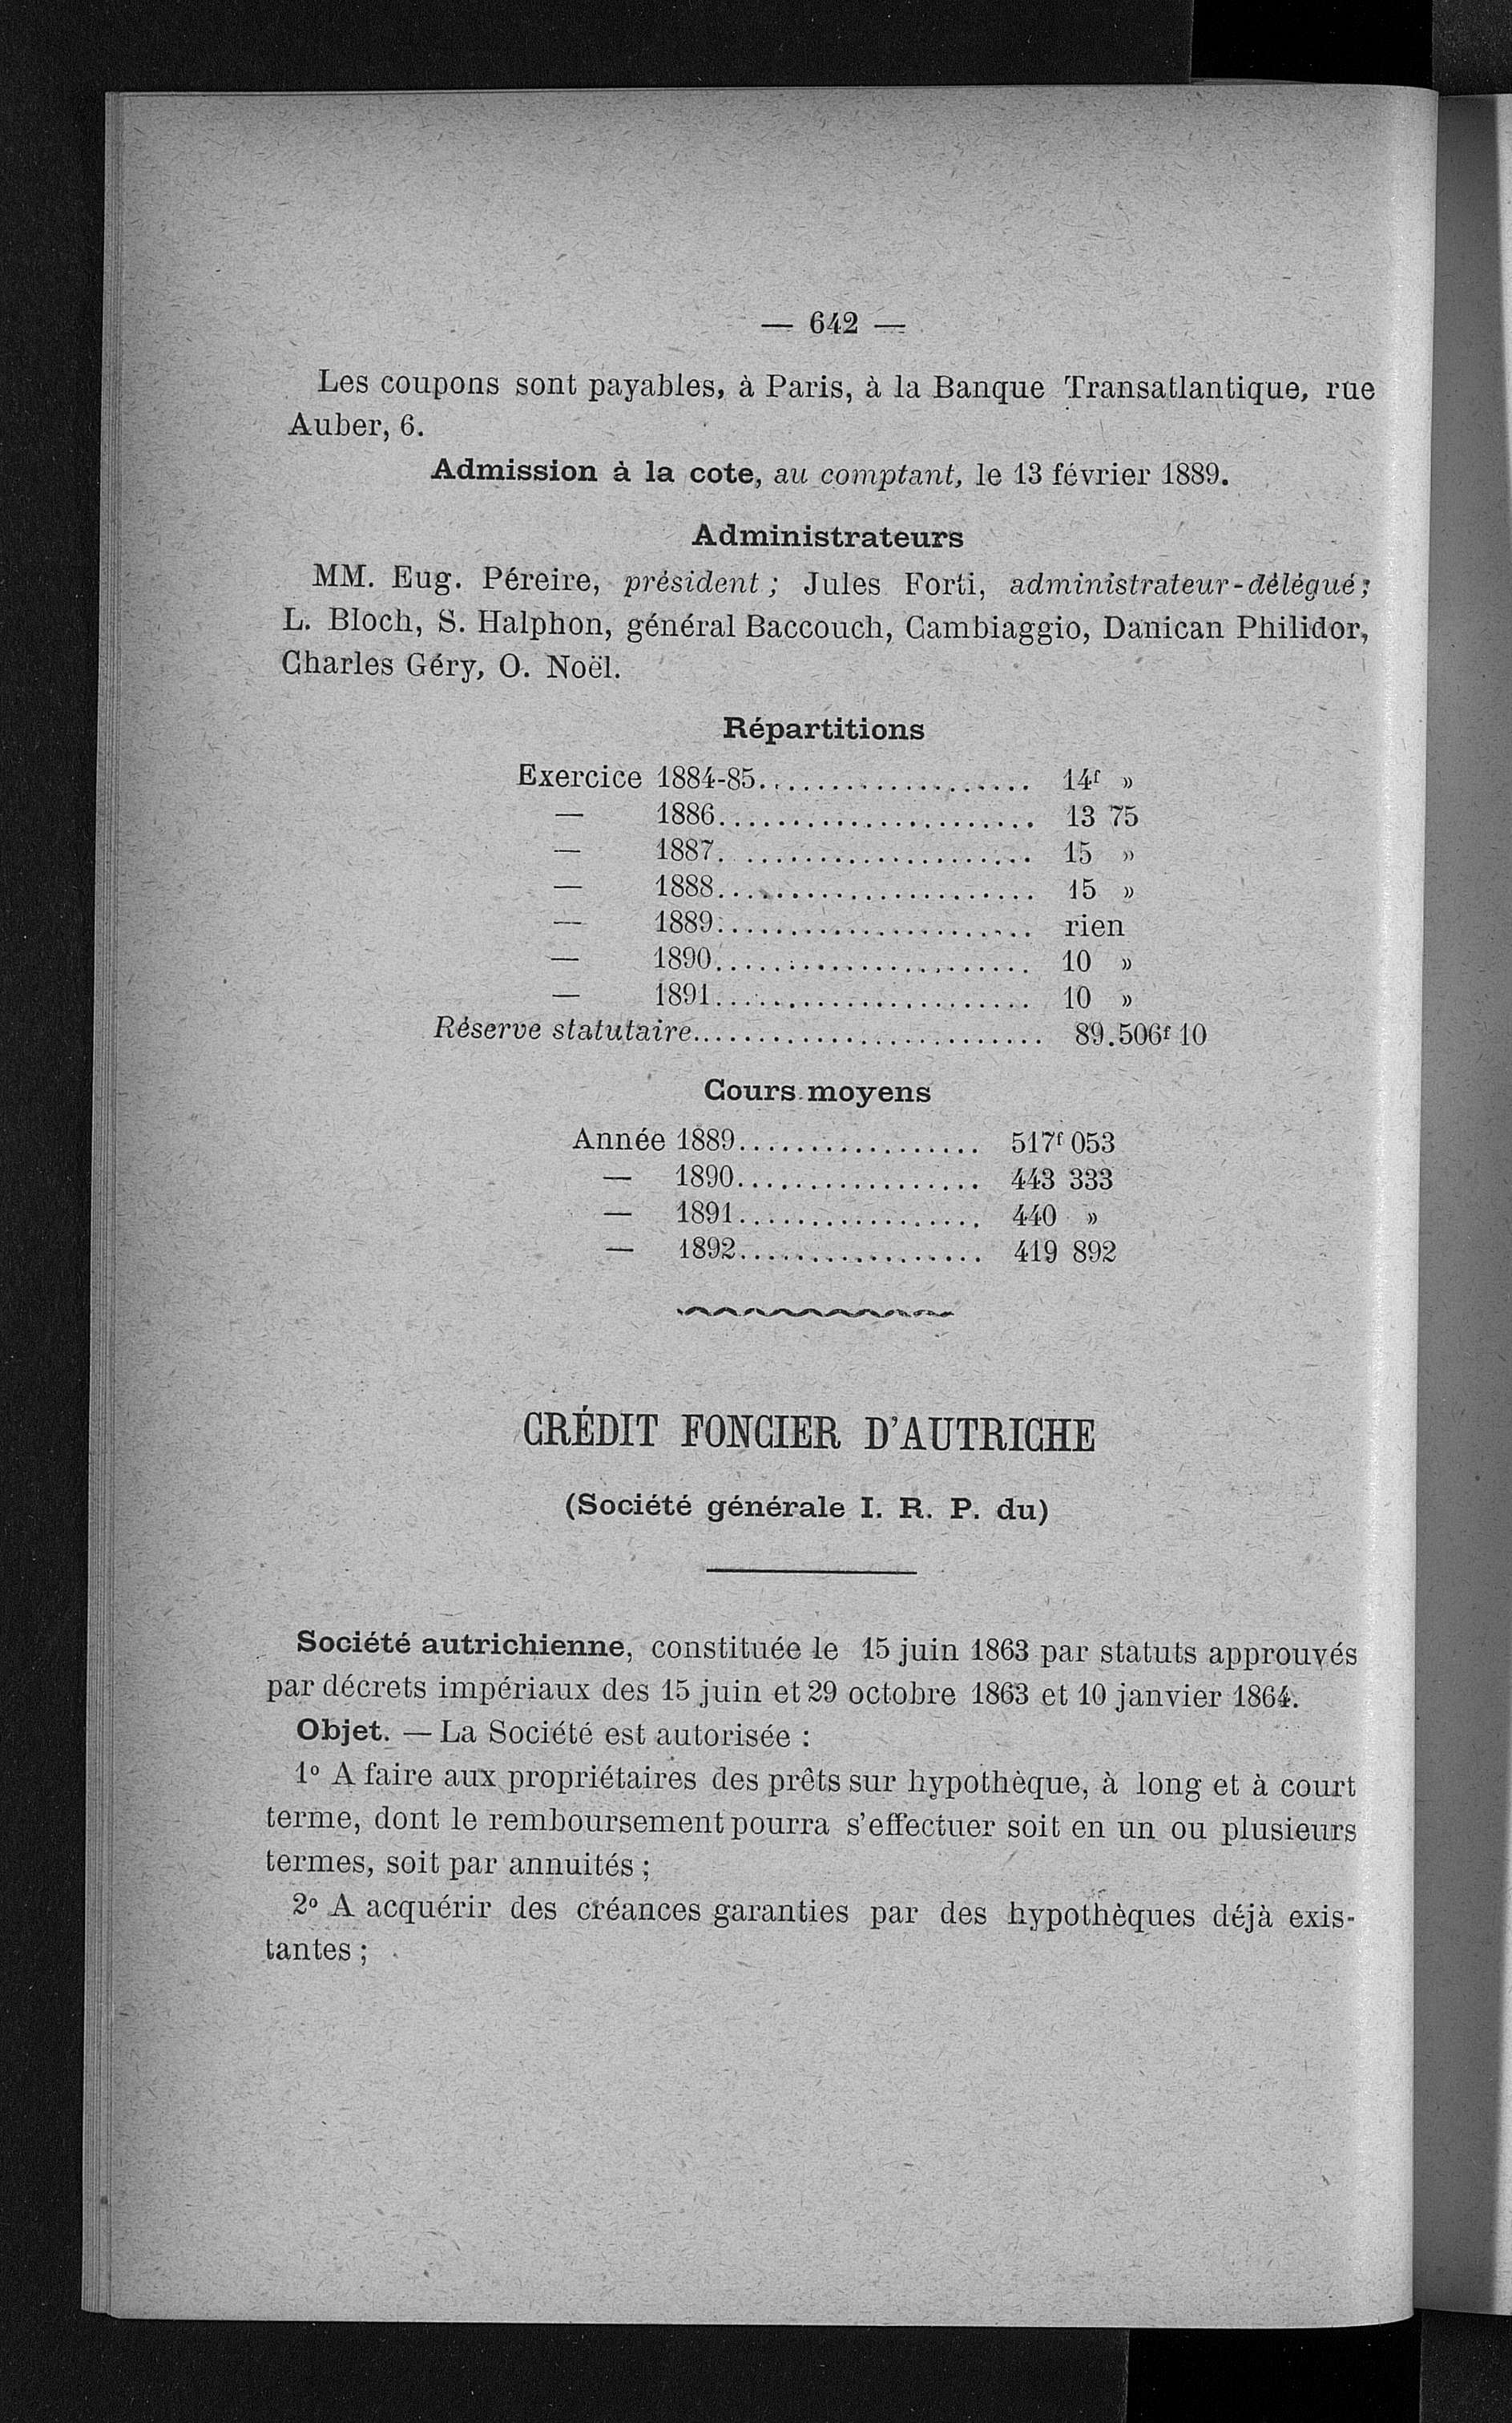 — 642 —
Les coupons sont payables, à Paris, à la Banque Transatlantique, rue
Auber, 6.
Admission à la cote, au comptant, le 13 février 1889.
Administrateurs
MM. Eug. Péreire, président ; Jules Forti, administrateur-délégué ;
L. Bloch, S. Halphon, général Baccouch, Cambiaggio, Danican Philidor,
Charles Géry, O. Noël.
Répartitions
Exercice 1884-85.................... 14f »
— 1886...................... 13 75
— 1887...................... 15 »
— 1888...................... 15 »
— 1889...................... rien
— 1890...................... 10 »
— 1891...................... 10 »
Réserve statutaire......................... 89.506f 10
Cours moyens
Année 1889................. 517f 053
— 1890................. 443 333
— 1891................. 440 »
— 1892................. 419 892
CRÉDIT FONCIER D'AUTRICHE
(Société générale I. R. P. du)
Société autrichienne, constituée le 15 juin 1863 par statuts approuvés
par décrets impériaux des 15 juin et 29 octobre 1863 et 10 janvier 1864.
Objet. — La Société est autorisée :
1º A faire aux propriétaires des prêts sur hypothèque, à long et à court
terme, dont le remboursement pourra s'effectuer soit en un ou plusieurs
termes, soit par annuités ;
2º A acquérir des créances garanties par des hypothèques déjà exis-
tantes ;